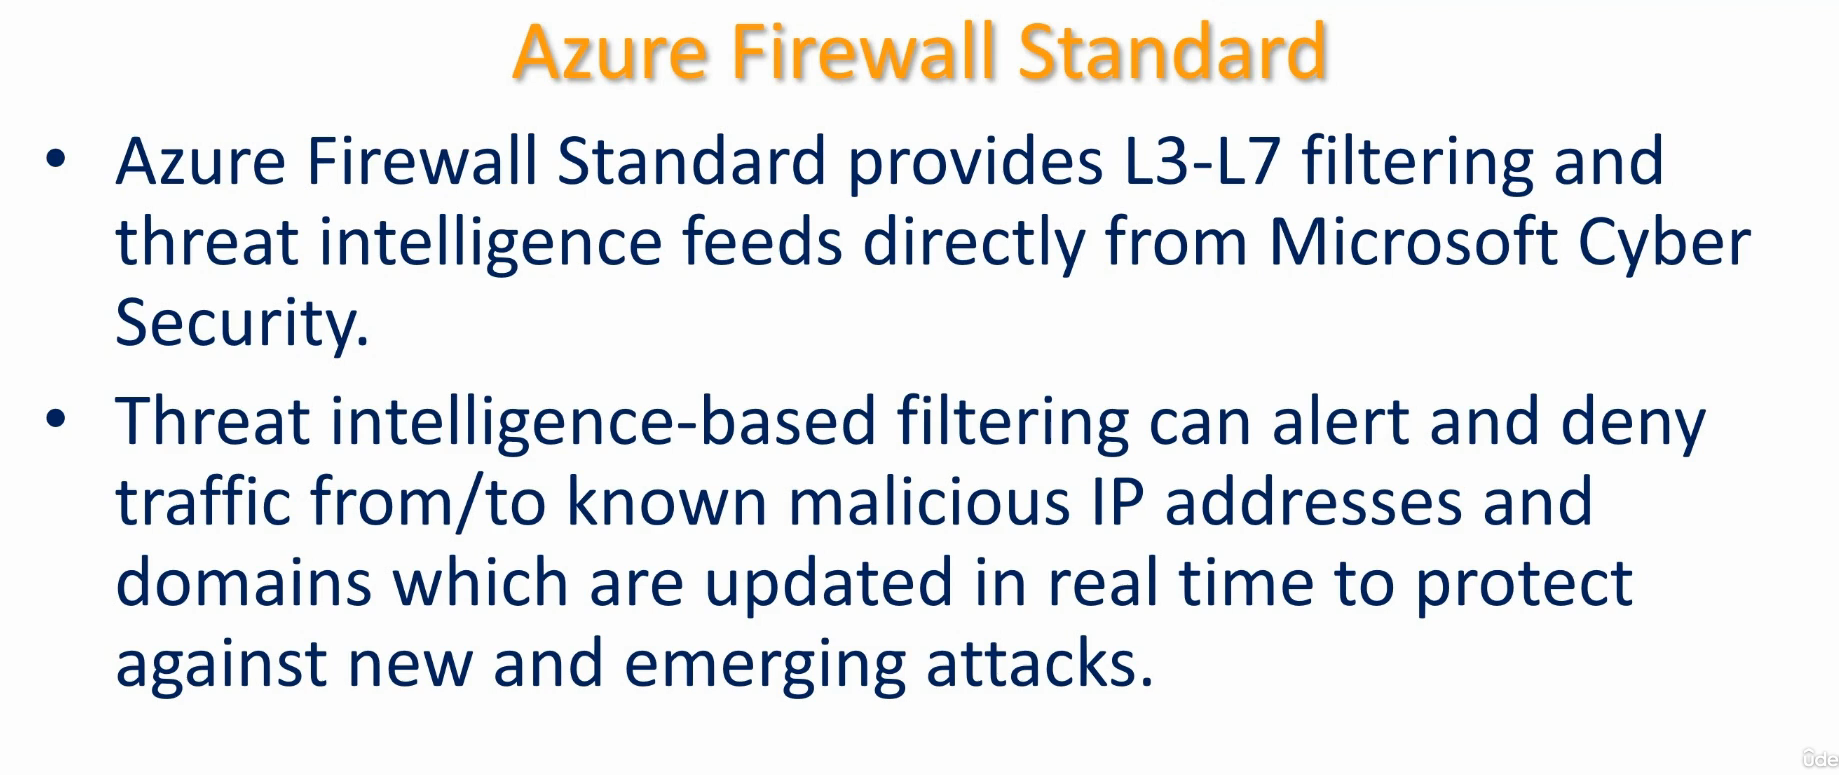 Azure Firewall Standard
• Azure Firewall Standard provides L3-L7 filtering and
threat intelligence feeds directly from Microsoft Cyber
Security.
• Threat intelligence-based filtering can alert and deny
traffic from/to known malicious IP addresses and
domains which are updated in real time to protect
against new and emerging attacks.